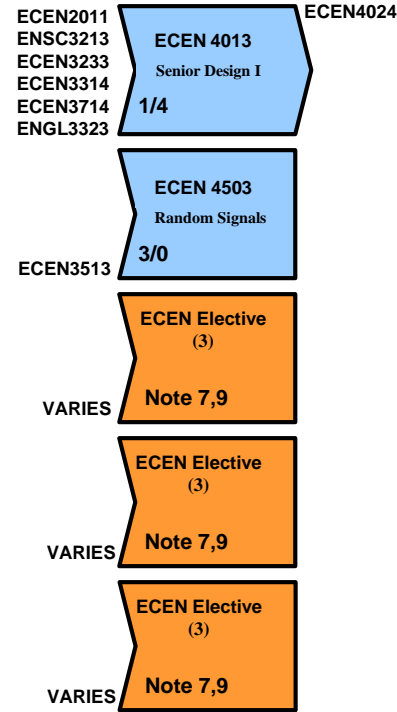 ECEN2011
ENSC3213
ECEN3233
ECEN3314
ECEN3714
ENGL3323
ECEN 4013
Senior Design I
1/4
ECEN4024
ECEN 4503
Random Signals
3/0
ECEN3513
ECEN Elective
(3)
Note 7,9
VARIES
ECEN Elective
(3)
Note 7,9
VARIES
ECEN Elective
(3)
Note 7,9
VARIES